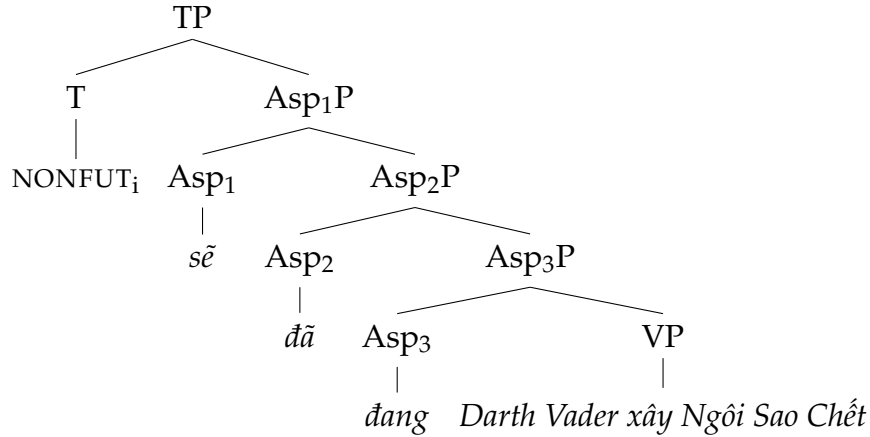 TP
T Asp₁P
NONFUTᵢ Asp₁ Asp₂P
sẽ Asp₂ Asp₃P
đã Asp₃ VP
đang Darth Vader xây Ngôi Sao Chết